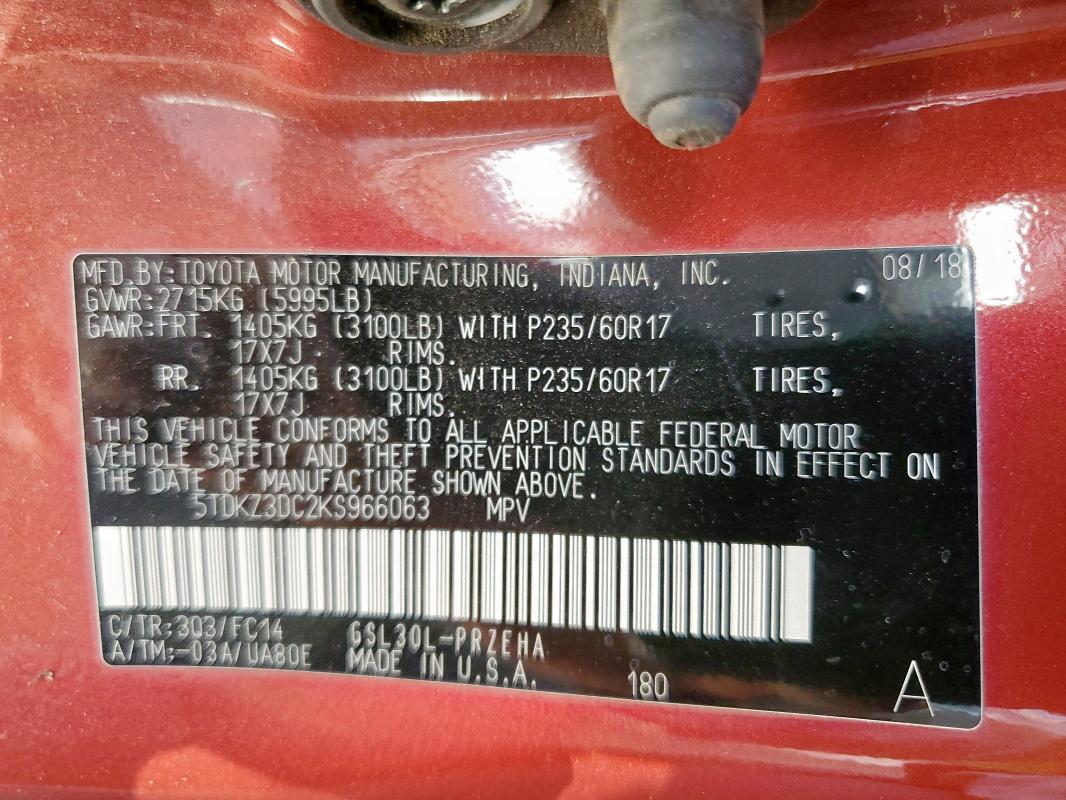 MFD.BY:TOYOTA MOTOR MANUFACTURING, INDIANA, INC. 08/18
GVWR:2715KG (5995LB)
GAWR:FRT. 1405KG (3100LB) WITH P235/60R17 TIRES,
17X7J RIMS.
RR. 1405KG (3100LB) WITH P235/60R17 TIRES,
17X7J RIMS.
THIS VEHICLE CONFORMS TO ALL APPLICABLE FEDERAL MOTOR
VEHICLE SAFETY AND THEFT PREVENTION STANDARDS IN EFFECT ON
THE DATE OF MANUFACTURE SHOWN ABOVE.
5TDKZ3DC2KS966063 MPV
C/TR:3Q3/FC14 GSL30L-PRZEHA
A/TM:-03A/UA80E MADE IN U.S.A. 180
A